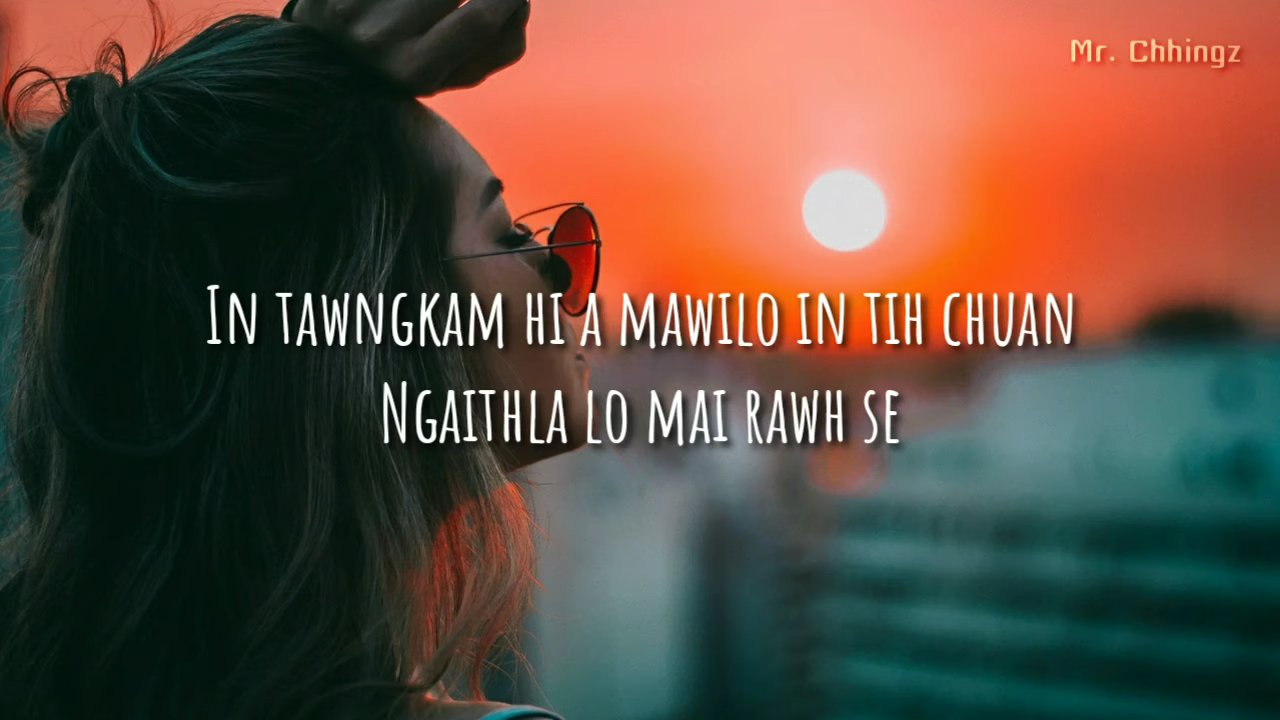 Mr. Chhingz
In tawngkam hi a mawilo in tih chuan
Ngaithla lo mai rawh se